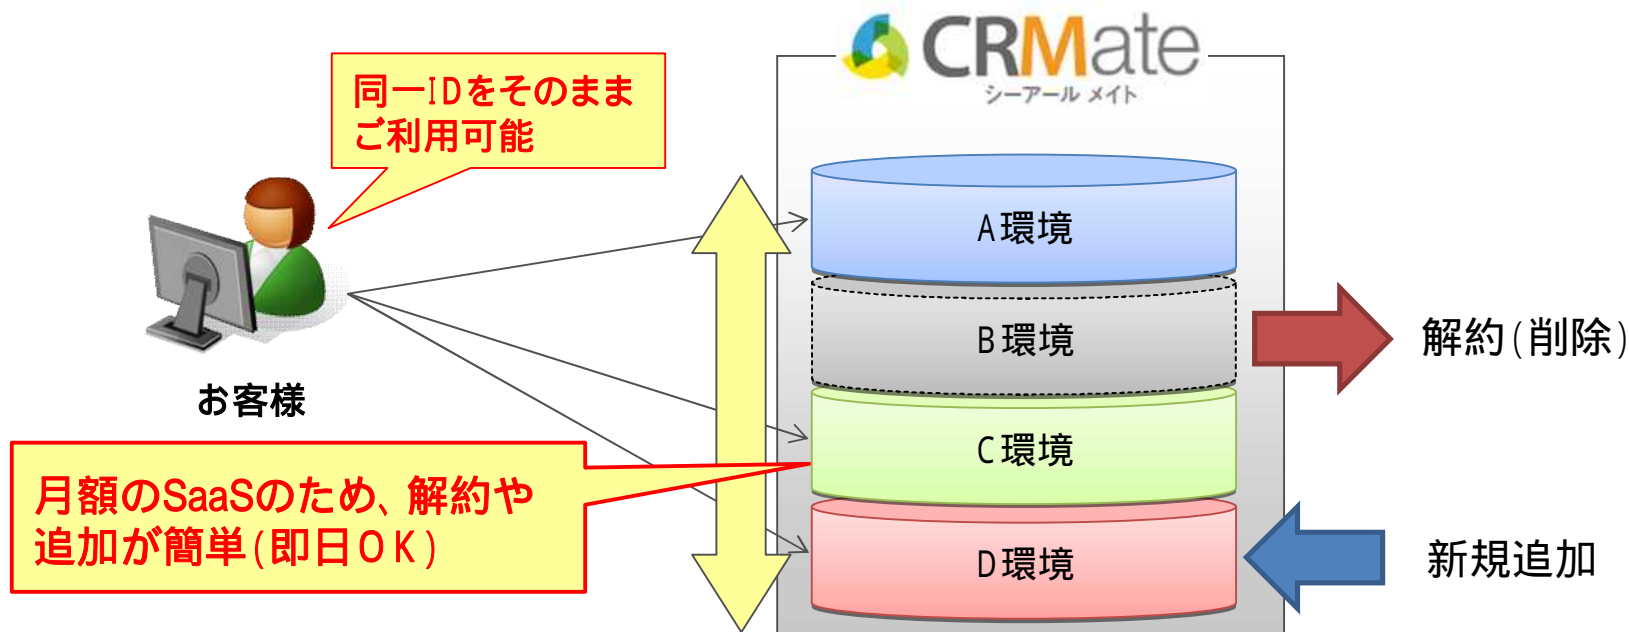 CRMate
シーアール メイト
同一IDをそのまま
ご利用可能
A環境
B環境
解約(削除)
お客様
C環境
月額のSaaSのため、解約や
追加が簡単(即日OK)
D環境
新規追加